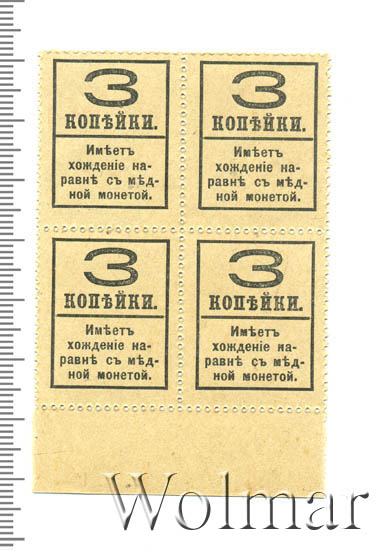 3 3
КОПѢЙКИ. КОПѢЙКИ.
Имѣетъ Имѣетъ
хожденіе на- хожденіе на-
равнѣ съ мѣд- равнѣ съ мѣд-
ной монетой. ной монетой.
3 3
КОПѢЙКИ. КОПѢЙКИ.
Имѣетъ Имѣетъ
хожденіе на- хожденіе на-
равнѣ съ мѣд- равнѣ съ мѣд-
ной монетой. ной монетой.
Wolmar